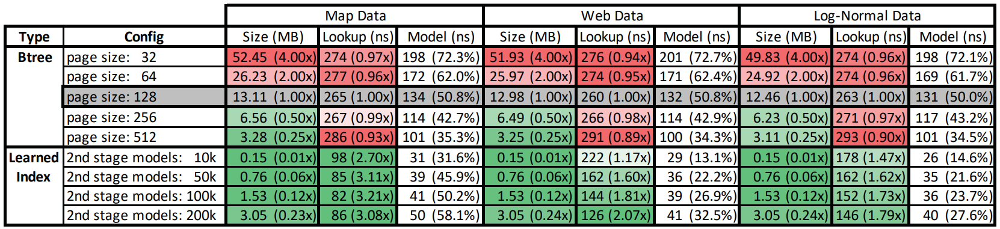 Map Data Web Data Log-Normal Data
Type Config Size (MB) Lookup (ns) Model (ns) Size (MB) Lookup (ns) Model (ns) Size (MB) Lookup (ns) Model (ns)
Btree page size: 32 52.45 (4.00x) 274 (0.97x) 198 (72.3%) 51.93 (4.00x) 276 (0.94x) 201 (72.7%) 49.83 (4.00x) 274 (0.96x) 198 (72.1%)
page size: 64 26.23 (2.00x) 277 (0.96x) 172 (62.0%) 25.97 (2.00x) 274 (0.95x) 171 (62.4%) 24.92 (2.00x) 274 (0.96x) 169 (61.7%)
page size: 128 13.11 (1.00x) 265 (1.00x) 134 (50.8%) 12.98 (1.00x) 260 (1.00x) 132 (50.8%) 12.46 (1.00x) 263 (1.00x) 131 (50.0%)
page size: 256 6.56 (0.50x) 267 (0.99x) 114 (42.7%) 6.49 (0.50x) 266 (0.98x) 114 (42.9%) 6.23 (0.50x) 271 (0.97x) 117 (43.2%)
page size: 512 3.28 (0.25x) 286 (0.93x) 101 (35.3%) 3.25 (0.25x) 291 (0.89x) 100 (34.3%) 3.11 (0.25x) 293 (0.90x) 101 (34.5%)
Learned 2nd stage models: 10k 0.15 (0.01x) 98 (2.70x) 31 (31.6%) 0.15 (0.01x) 222 (1.17x) 29 (13.1%) 0.15 (0.01x) 178 (1.47x) 26 (14.6%)
Index 2nd stage models: 50k 0.76 (0.06x) 85 (3.11x) 39 (45.9%) 0.76 (0.06x) 162 (1.60x) 36 (22.2%) 0.76 (0.06x) 162 (1.62x) 35 (21.6%)
2nd stage models: 100k 1.53 (0.12x) 82 (3.21x) 41 (50.2%) 1.53 (0.12x) 144 (1.81x) 39 (26.9%) 1.53 (0.12x) 152 (1.73x) 36 (23.7%)
2nd stage models: 200k 3.05 (0.23x) 86 (3.08x) 50 (58.1%) 3.05 (0.24x) 126 (2.07x) 41 (32.5%) 3.05 (0.24x) 146 (1.79x) 40 (27.6%)